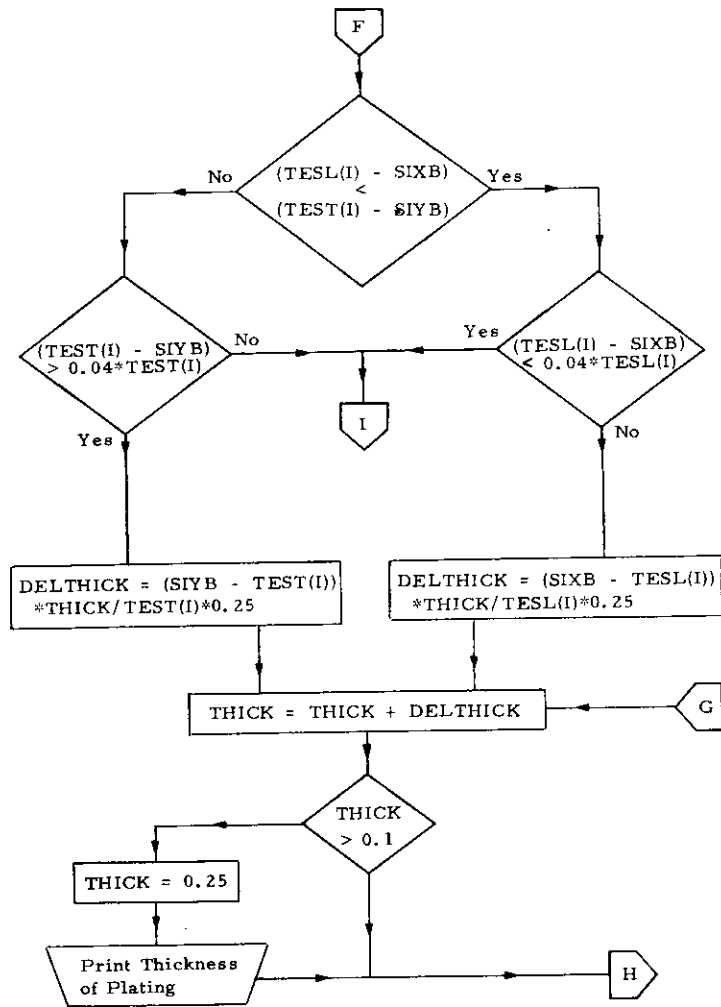 F
(TESL(I) - SIXB)
<
(TEST(I) - SIYB)
No
Yes
(TEST(I) - SIYB)
> 0.04*TEST(I)
No
Yes
(TESL(I) - SIXB)
< 0.04*TESL(I)
I
Yes
No
DELTHICK = (SIYB - TEST(I))
*THICK/TEST(I)*0.25
DELTHICK = (SIXB - TESL(I))
*THICK/TESL(I)*0.25
THICK = THICK + DELTHICK
G
THICK
> 0.1
THICK = 0.25
Print Thickness
of Plating
H